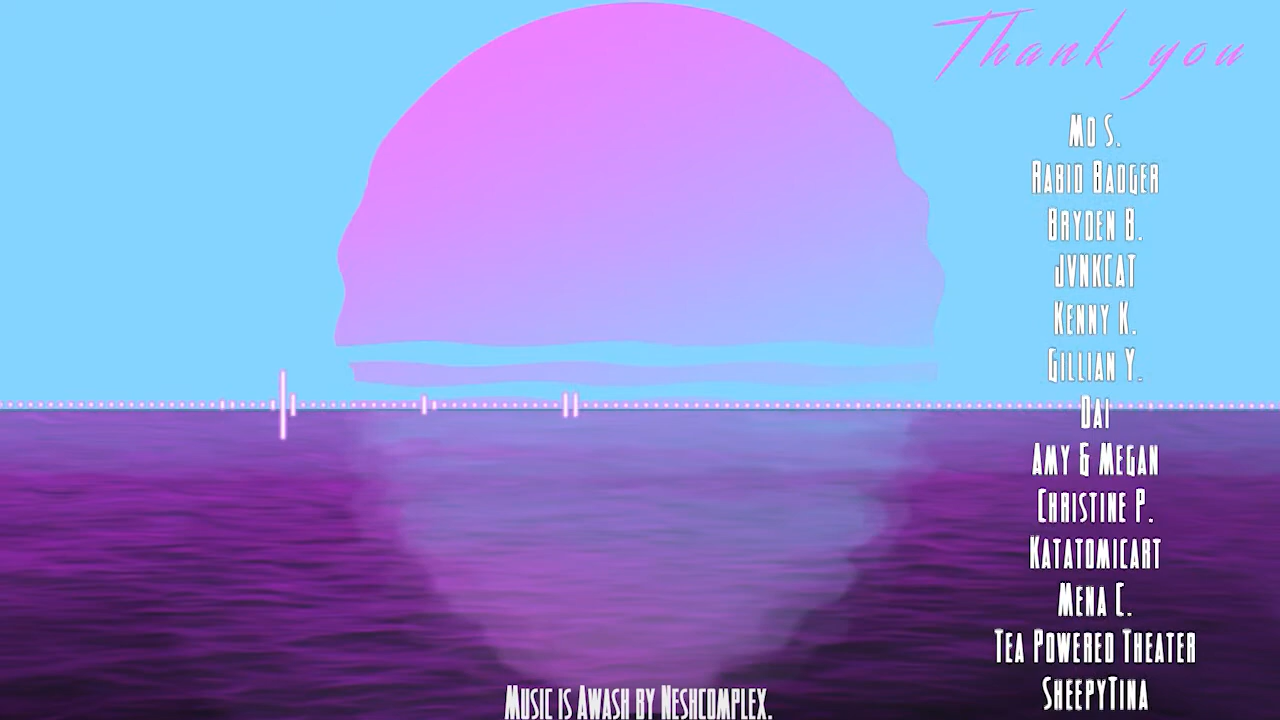 Thank you
Mo S.
Rabid Badger
Bryden B.
JVNKCAT
Kenny K.
Gillian Y.
Dai
Amy & Megan
Christine P.
Katatomicart
Mena C.
Tea Powered Theater
SheepyTina
Music is Awash by Neshcomplex.